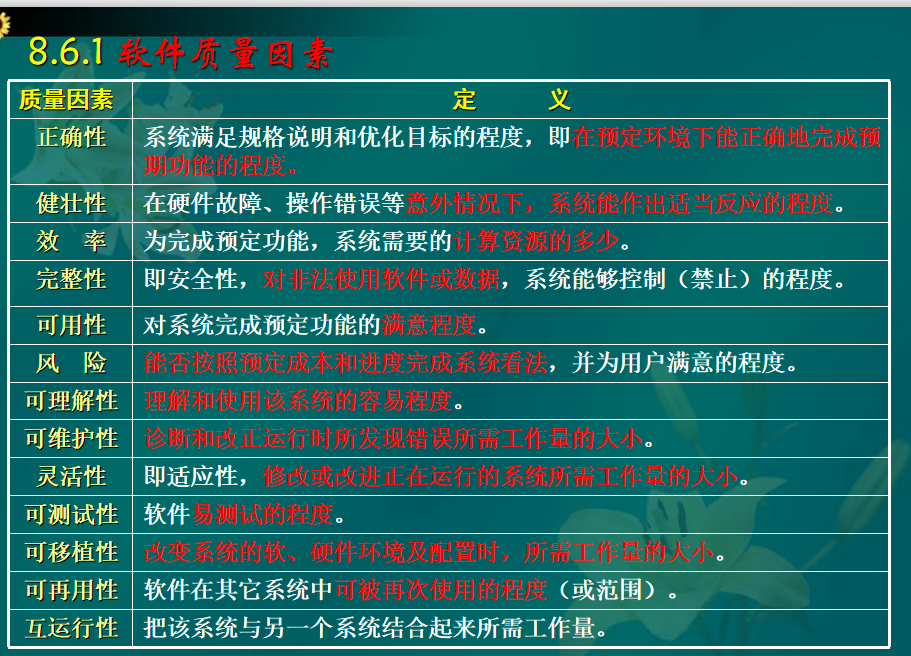 8.6.1 软件质量因素
质量因素 定 义
正确性 系统满足规格说明和优化目标的程度，即在预定环境下能正确地完成预
期功能的程度。
健壮性 在硬件故障、操作错误等意外情况下，系统能作出适当反应的程度。
效 率 为完成预定功能，系统需要的计算资源的多少。
完整性 即安全性，对非法使用软件或数据，系统能够控制（禁止）的程度。
可用性 对系统完成预定功能的满意程度。
风 险 能否按照预定成本和进度完成系统看法，并为用户满意的程度。
可理解性 理解和使用该系统的容易程度。
可维护性 诊断和改正运行时所发现错误所需工作量的大小。
灵活性 即适应性，修改或改进正在运行的系统所需工作量的大小。
可测试性 软件易测试的程度。
可移植性 改变系统的软、硬件环境及配置时，所需工作量的大小。
可再用性 软件在其它系统中可被再次使用的程度（或范围）。
互运行性 把该系统与另一个系统结合起来所需工作量。